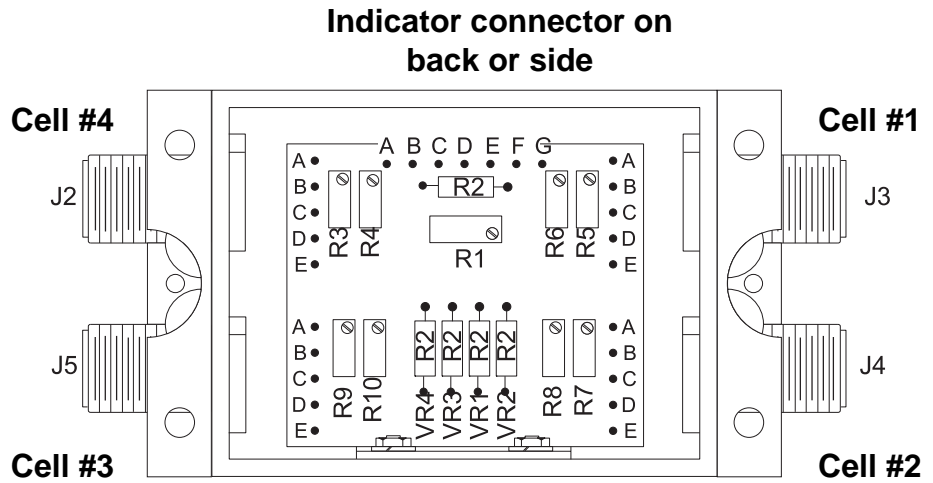 Indicator connector on
back or side
Cell #4
Cell #1
A B C D E F G
A
B
C
D
E
A
B
C
D
E
J2
J3
R3
R4
R2
R6
R5
R1
A
B
C
D
E
A
B
C
D
E
J5
J4
R9
R10
R2
R2
R2
R2
VR4
VR3
VR1
VR2
R8
R7
Cell #3
Cell #2